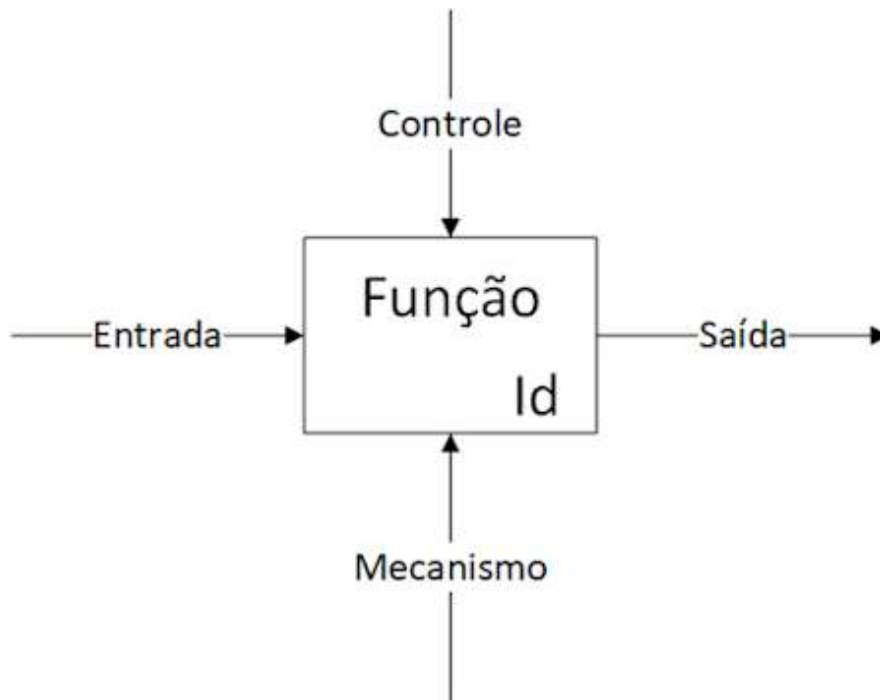 Controle
Função
Entrada
Saída
Id
Mecanismo